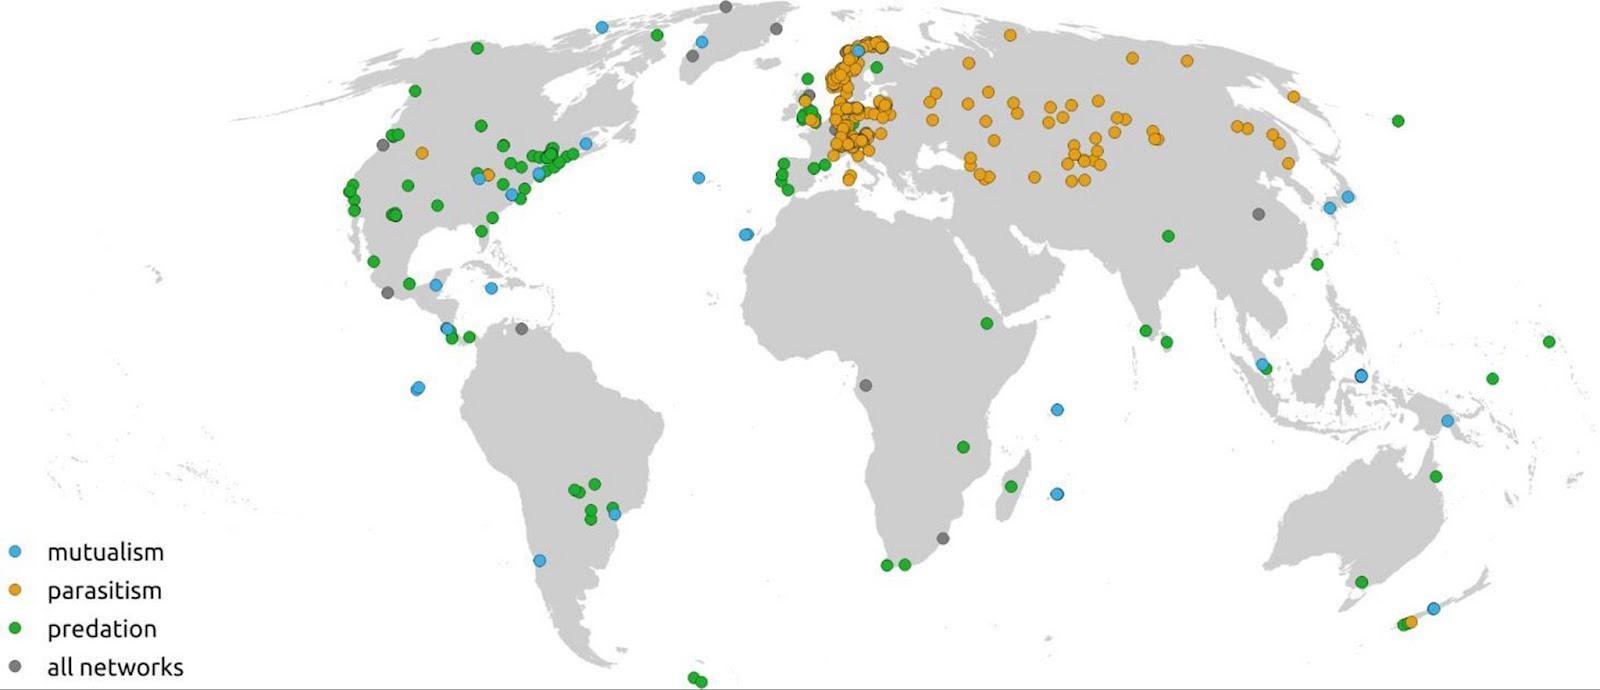 mutualism
parasitism
predation
all networks